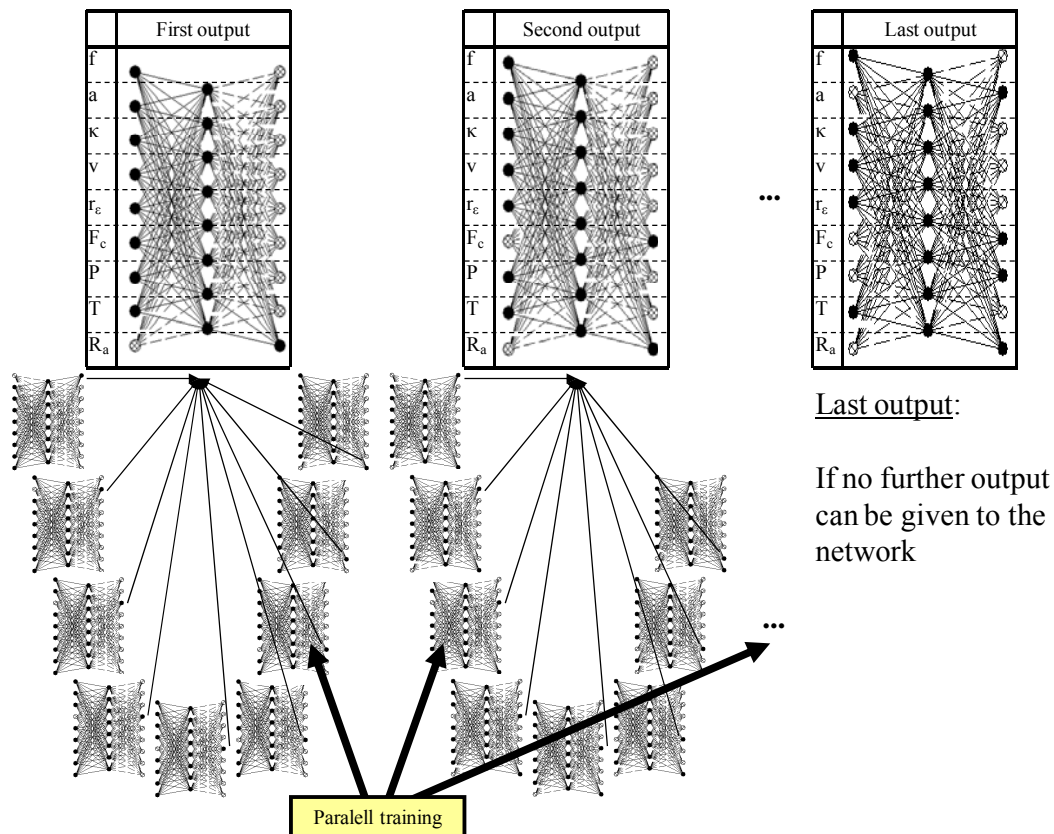 First output
f
a
κ
v
rε
Fc
P
T
Ra
Second output
f
a
κ
v
rε
Fc
P
T
Ra
...
Last output
f
a
κ
v
rε
Fc
P
T
Ra
Last output:
If no further output
can be given to the
network
...
Paralell training